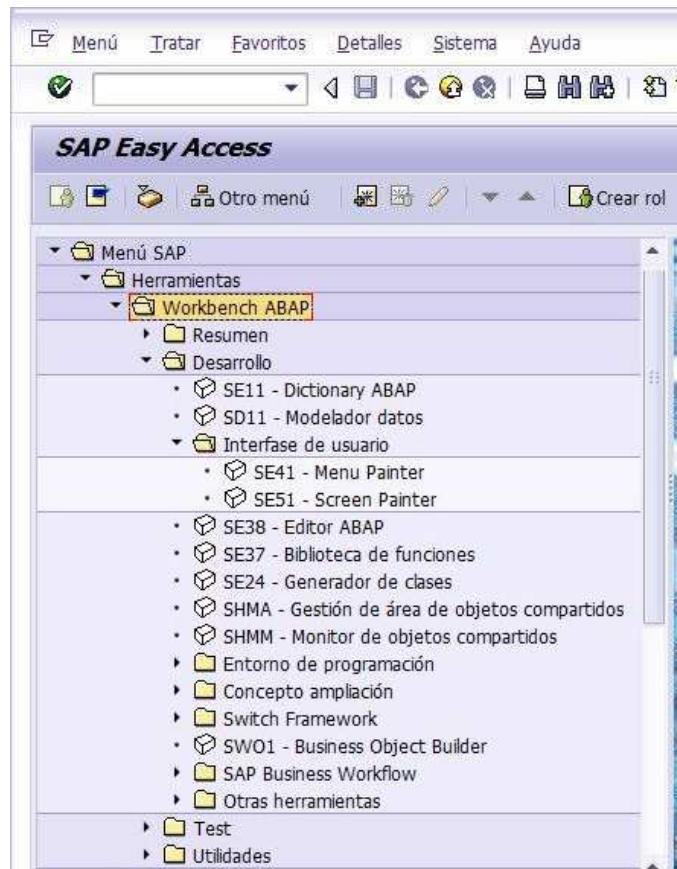 Menú Tratar Favoritos Detalles Sistema Ayuda
SAP Easy Access
Otro menú Crear rol
Menú SAP
Herramientas
Workbench ABAP
Resumen
Desarrollo
SE11 - Dictionary ABAP
SD11 - Modelador datos
Interfase de usuario
SE41 - Menu Painter
SE51 - Screen Painter
SE38 - Editor ABAP
SE37 - Biblioteca de funciones
SE24 - Generador de clases
SHMA - Gestión de área de objetos compartidos
SHMM - Monitor de objetos compartidos
Entorno de programación
Concepto ampliación
Switch Framework
SWO1 - Business Object Builder
SAP Business Workflow
Otras herramientas
Test
Utilidades